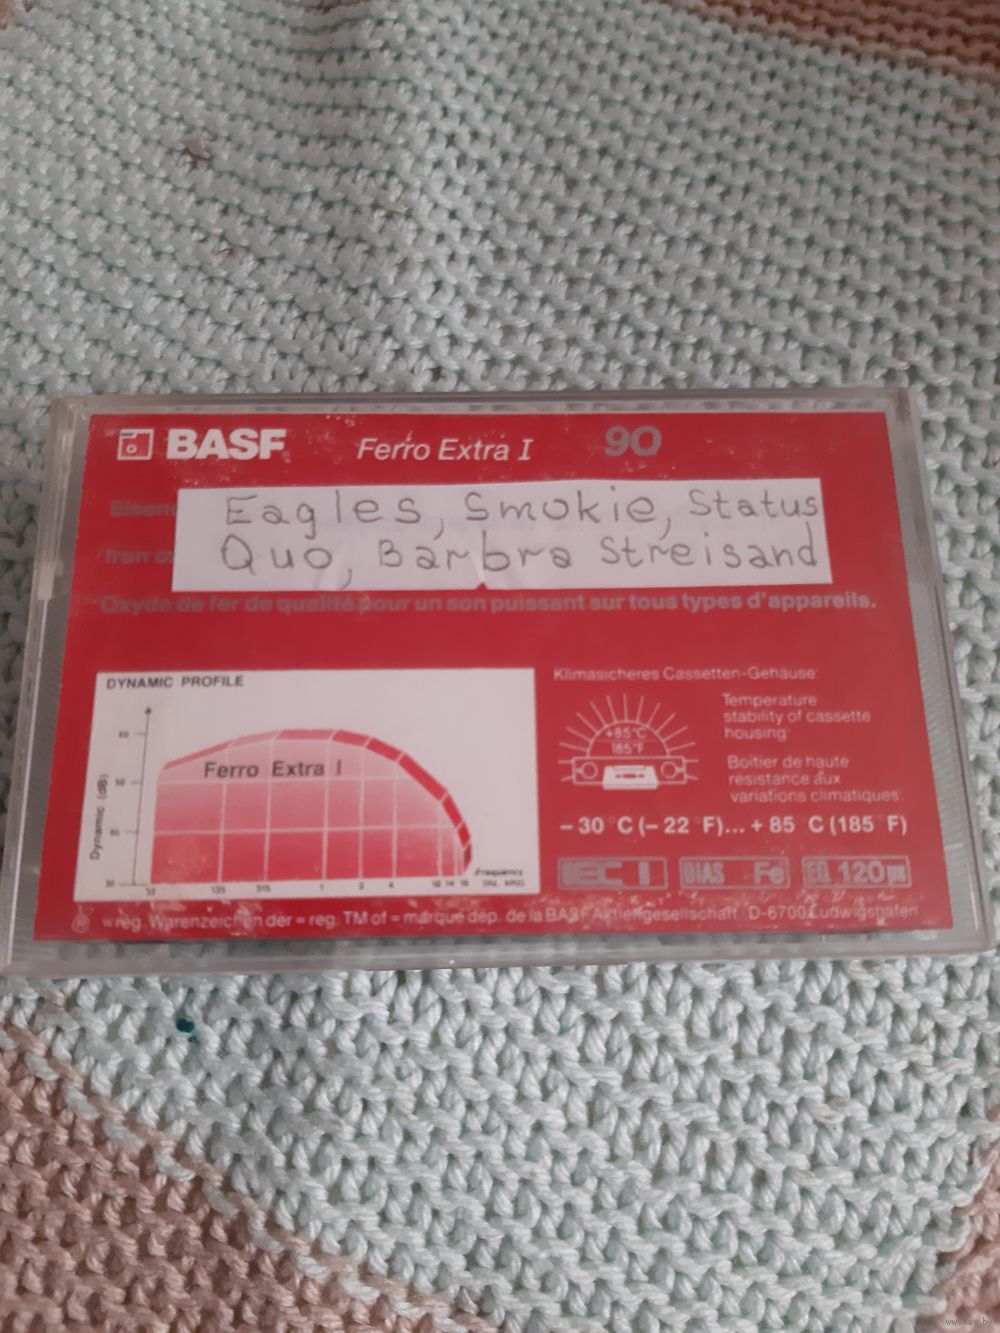 BASF Ferro Extra I 90
Eagles, Smokie, Status
Quo, Barbra Streisand
Oxyde de fer de qualité pour un son puissant sur tous types d'appareils.
DYNAMIC PROFILE
Ferro Extra I
Dynamic (dB)
Frequency
Klimasicheres Cassetten-Gehäuse:
+85°C
185°F
Temperature
stability of cassette
housing:
Boîtier de haute
résistance aux
variations climatiques:
– 30 °C (– 22 °F)... + 85 °C (185 °F)
IEC I BIAS Fe EQ 120 µs
® = reg. Warenzeichen der = reg. TM of = marque dép. de la BASF Aktiengesellschaft D-6700 Ludwigshafen